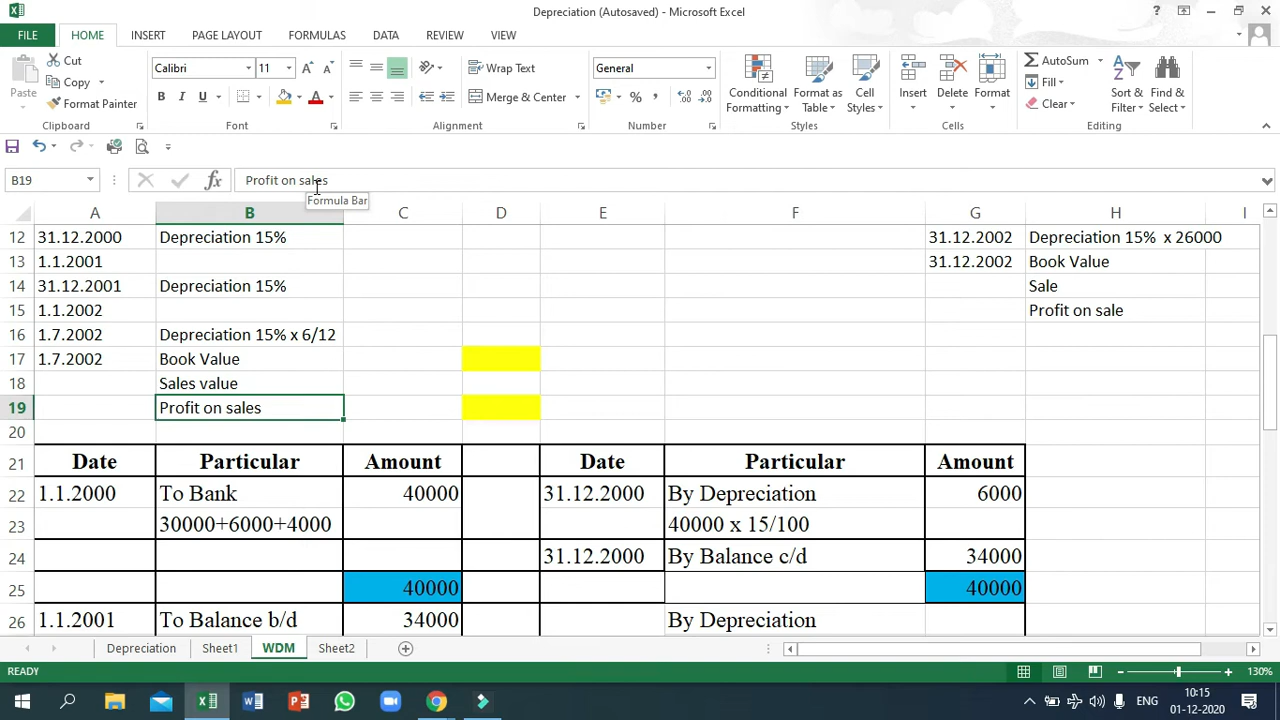 Depreciation (Autosaved) - Microsoft Excel
FILE HOME INSERT PAGE LAYOUT FORMULAS DATA REVIEW VIEW
Cut
Copy
Format Painter
Paste
Clipboard
Calibri 11
B I U
Font
Wrap Text
Merge & Center
Alignment
General
Number
Conditional Formatting
Format as Table
Cell Styles
Styles
Insert Delete Format
Cells
AutoSum
Fill
Clear
Sort & Filter
Find & Select
Editing
B19 fx Profit on sales
Formula Bar
A B C D E F G H I
12 31.12.2000 Depreciation 15% 31.12.2002 Depreciation 15% x 26000
13 1.1.2001 31.12.2002 Book Value
14 31.12.2001 Depreciation 15% Sale
15 1.1.2002 Profit on sale
16 1.7.2002 Depreciation 15% x 6/12
17 1.7.2002 Book Value
18 Sales value
19 Profit on sales
20
21 Date Particular Amount Date Particular Amount
22 1.1.2000 To Bank 40000 31.12.2000 By Depreciation 6000
23 30000+6000+4000 40000 x 15/100
24 31.12.2000 By Balance c/d 34000
25 40000 40000
26 1.1.2001 To Balance b/d 34000 By Depreciation
Depreciation Sheet1 WDM Sheet2
READY 130%
ENG 10:15
01-12-2020